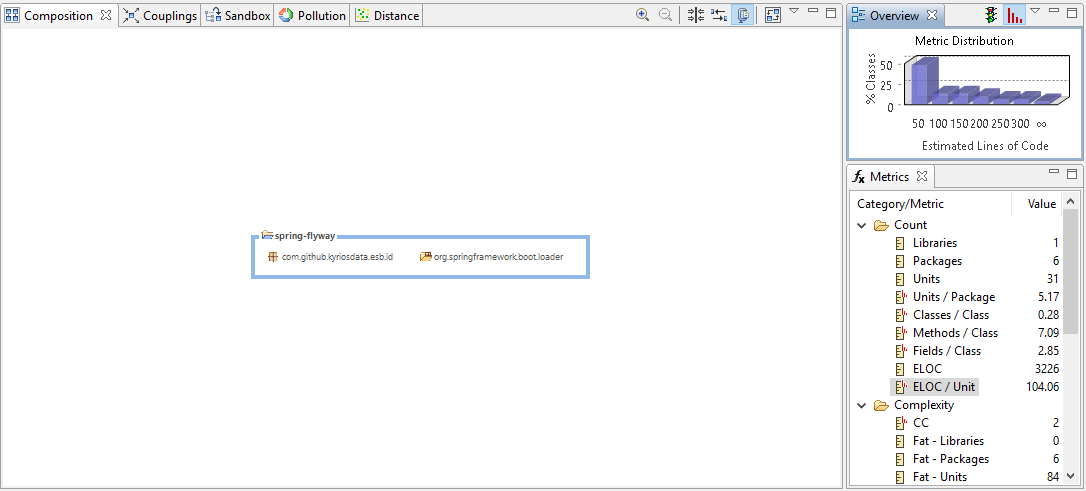 Composition Couplings Sandbox Pollution Distance
spring-flyway
com.github.kyriosdata.esb.id org.springframework.boot.loader
Overview
Metric Distribution
% Classes
50
25
0
50 100 150 200 250 300 ∞
Estimated Lines of Code
fx Metrics
Category/Metric Value
Count
Libraries 1
Packages 6
Units 31
Units / Package 5.17
Classes / Class 0.28
Methods / Class 7.09
Fields / Class 2.85
ELOC 3226
ELOC / Unit 104.06
Complexity
CC 2
Fat - Libraries 0
Fat - Packages 6
Fat - Units 84